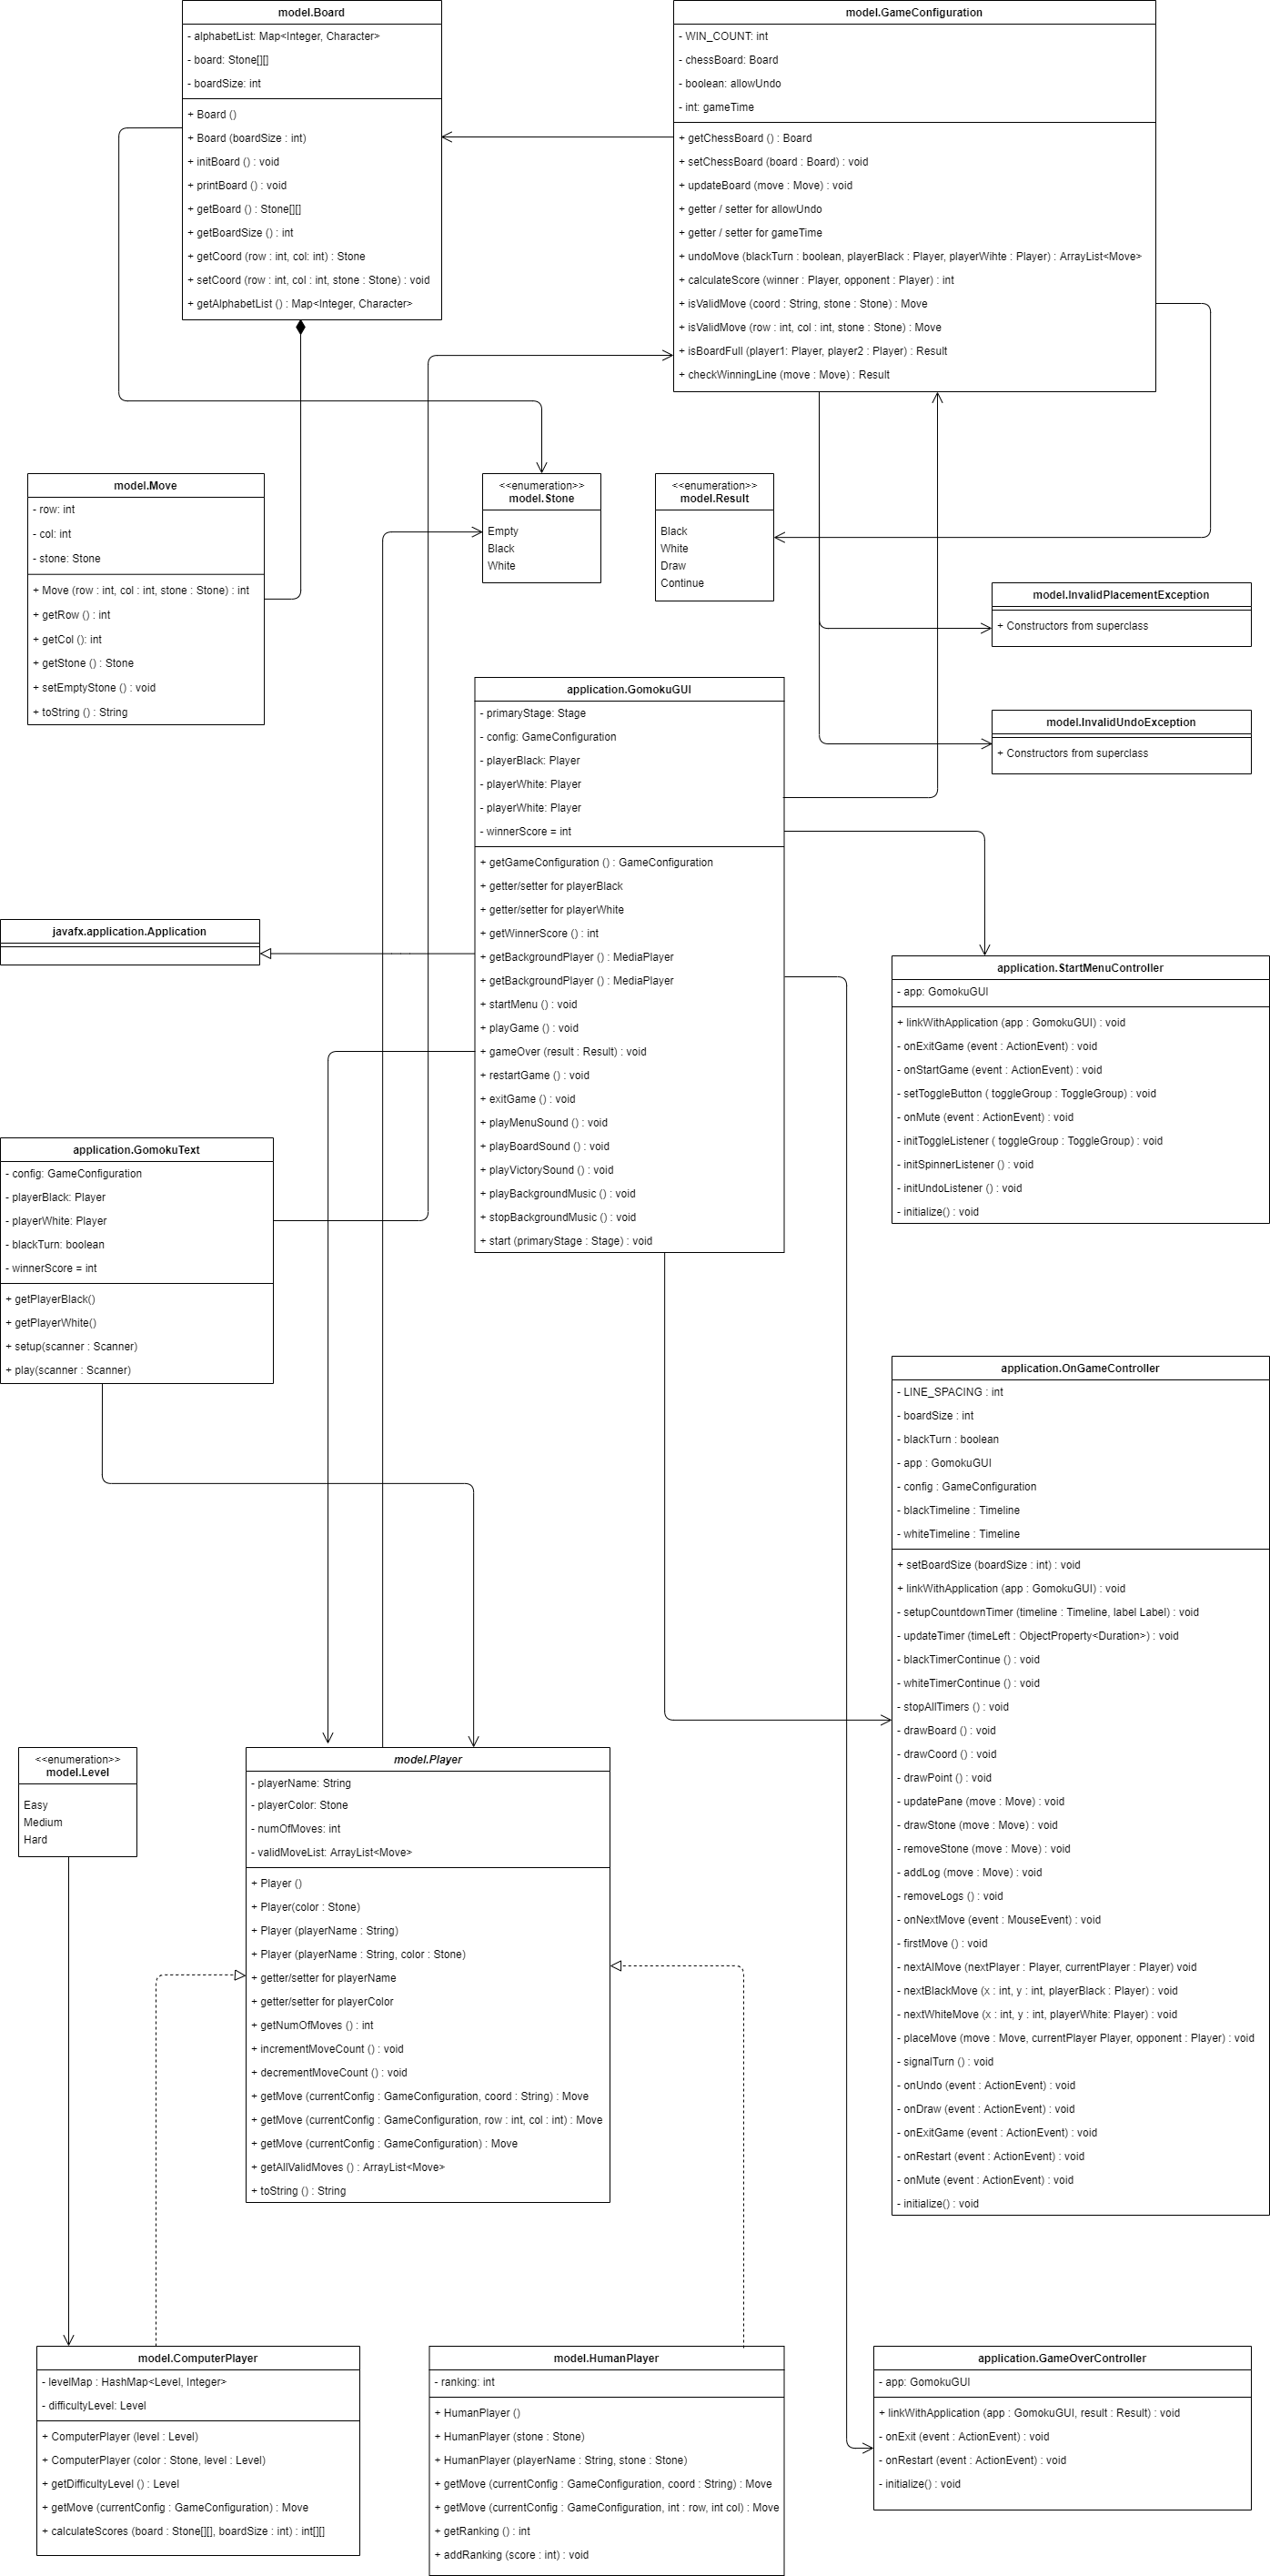 model.Board
- alphabetList: Map<Integer, Character>
- board: Stone[][]
- boardSize: int
+ Board ()
+ Board (boardSize : int)
+ initBoard () : void
+ printBoard () : void
+ getBoard () : Stone[][]
+ getBoardSize () : int
+ getCoord (row : int, col: int) : Stone
+ setCoord (row : int, col : int, stone : Stone) : void
+ getAlphabetList () : Map<Integer, Character>
model.GameConfiguration
- WIN_COUNT: int
- chessBoard: Board
- boolean: allowUndo
- int: gameTime
+ getChessBoard () : Board
+ setChessBoard (board : Board) : void
+ updateBoard (move : Move) : void
+ getter / setter for allowUndo
+ getter / setter for gameTime
+ undoMove (blackTurn : boolean, playerBlack : Player, playerWihte : Player) : ArrayList<Move>
+ calculateScore (winner : Player, opponent : Player) : int
+ isValidMove (coord : String, stone : Stone) : Move
+ isValidMove (row : int, col : int, stone : Stone) : Move
+ isBoardFull (player1: Player, player2 : Player) : Result
+ checkWinningLine (move : Move) : Result
model.Move
- row: int
- col: int
- stone: Stone
+ Move (row : int, col : int, stone : Stone) : int
+ getRow () : int
+ getCol (): int
+ getStone () : Stone
+ setEmptyStone () : void
+ toString () : String
<<enumeration>>
model.Stone
Empty
Black
White
<<enumeration>>
model.Result
Black
White
Draw
Continue
model.InvalidPlacementException
+ Constructors from superclass
model.InvalidUndoException
+ Constructors from superclass
application.GomokuGUI
- primaryStage: Stage
- config: GameConfiguration
- playerBlack: Player
- playerWhite: Player
- playerWhite: Player
- winnerScore = int
+ getGameConfiguration () : GameConfiguration
+ getter/setter for playerBlack
+ getter/setter for playerWhite
+ getWinnerScore () : int
+ getBackgroundPlayer () : MediaPlayer
+ getBackgroundPlayer () : MediaPlayer
+ startMenu () : void
+ playGame () : void
+ gameOver (result : Result) : void
+ restartGame () : void
+ exitGame () : void
+ playMenuSound () : void
+ playBoardSound () : void
+ playVictorySound () : void
+ playBackgroundMusic () : void
+ stopBackgroundMusic () : void
+ start (primaryStage : Stage) : void
javafx.application.Application
application.StartMenuController
- app: GomokuGUI
+ linkWithApplication (app : GomokuGUI) : void
- onExitGame (event : ActionEvent) : void
- onStartGame (event : ActionEvent) : void
- setToggleButton ( toggleGroup : ToggleGroup) : void
- onMute (event : ActionEvent) : void
- initToggleListener ( toggleGroup : ToggleGroup) : void
- initSpinnerListener () : void
- initUndoListener () : void
- initialize() : void
application.GomokuText
- config: GameConfiguration
- playerBlack: Player
- playerWhite: Player
- blackTurn: boolean
- winnerScore = int
+ getPlayerBlack()
+ getPlayerWhite()
+ setup(scanner : Scanner)
+ play(scanner : Scanner)
application.OnGameController
- LINE_SPACING : int
- boardSize : int
- blackTurn : boolean
- app : GomokuGUI
- config : GameConfiguration
- blackTimeline : Timeline
- whiteTimeline : Timeline
+ setBoardSize (boardSize : int) : void
+ linkWithApplication (app : GomokuGUI) : void
- setupCountdownTimer (timeline : Timeline, label Label) : void
- updateTimer (timeLeft : ObjectProperty<Duration>) : void
- blackTimerContinue () : void
- whiteTimerContinue () : void
- stopAllTimers () : void
- drawBoard () : void
- drawCoord () : void
- drawPoint () : void
- updatePane (move : Move) : void
- drawStone (move : Move) : void
- removeStone (move : Move) : void
- addLog (move : Move) : void
- removeLogs () : void
- onNextMove (event : MouseEvent) : void
- firstMove () : void
- nextAIMove (nextPlayer : Player, currentPlayer : Player) void
- nextBlackMove (x : int, y : int, playerBlack : Player) : void
- nextWhiteMove (x : int, y : int, playerWhite: Player) : void
- placeMove (move : Move, currentPlayer Player, opponent : Player) : void
- signalTurn () : void
- onUndo (event : ActionEvent) : void
- onDraw (event : ActionEvent) : void
- onExitGame (event : ActionEvent) : void
- onRestart (event : ActionEvent) : void
- onMute (event : ActionEvent) : void
- initialize() : void
<<enumeration>>
model.Level
Easy
Medium
Hard
model.Player
- playerName: String
- playerColor: Stone
- numOfMoves: int
- validMoveList: ArrayList<Move>
+ Player ()
+ Player(color : Stone)
+ Player (playerName : String)
+ Player (playerName : String, color : Stone)
+ getter/setter for playerName
+ getter/setter for playerColor
+ getNumOfMoves () : int
+ incrementMoveCount () : void
+ decrementMoveCount () : void
+ getMove (currentConfig : GameConfiguration, coord : String) : Move
+ getMove (currentConfig : GameConfiguration, row : int, col : int) : Move
+ getMove (currentConfig : GameConfiguration) : Move
+ getAllValidMoves () : ArrayList<Move>
+ toString () : String
model.ComputerPlayer
- levelMap : HashMap<Level, Integer>
- difficultyLevel: Level
+ ComputerPlayer (level : Level)
+ ComputerPlayer (color : Stone, level : Level)
+ getDifficultyLevel () : Level
+ getMove (currentConfig : GameConfiguration) : Move
+ calculateScores (board : Stone[][], boardSize : int) : int[][]
model.HumanPlayer
- ranking: int
+ HumanPlayer ()
+ HumanPlayer (stone : Stone)
+ HumanPlayer (playerName : String, stone : Stone)
+ getMove (currentConfig : GameConfiguration, coord : String) : Move
+ getMove (currentConfig : GameConfiguration, int : row, int col) : Move
+ getRanking () : int
+ addRanking (score : int) : void
application.GameOverController
- app: GomokuGUI
+ linkWithApplication (app : GomokuGUI, result : Result) : void
- onExit (event : ActionEvent) : void
- onRestart (event : ActionEvent) : void
- initialize() : void